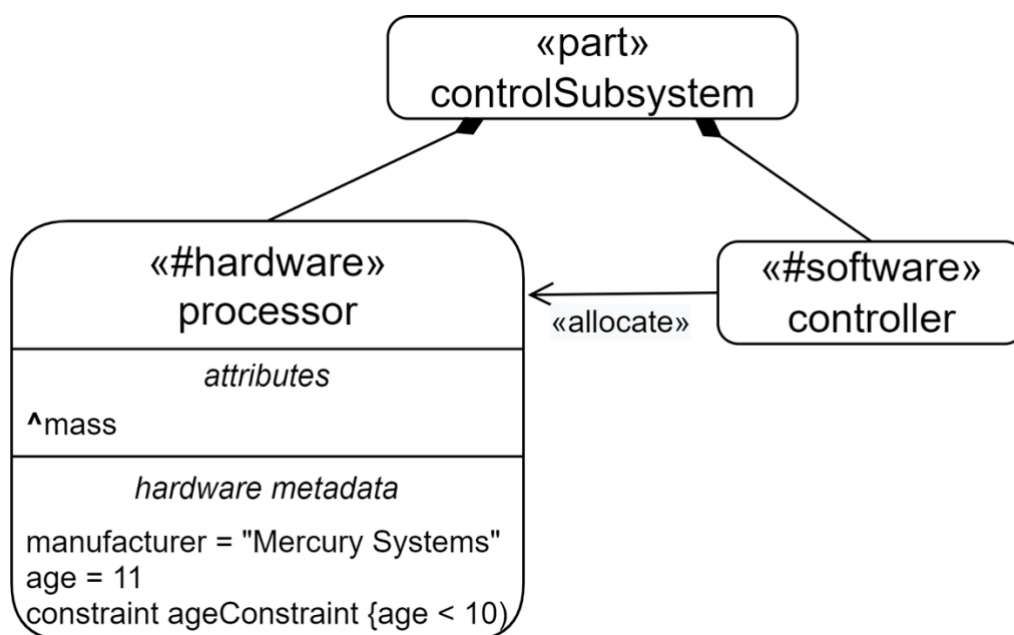 «part»
controlSubsystem
«#hardware»
processor
attributes
^mass
hardware metadata
manufacturer = "Mercury Systems"
age = 11
constraint ageConstraint {age < 10)
«allocate»
«#software»
controller